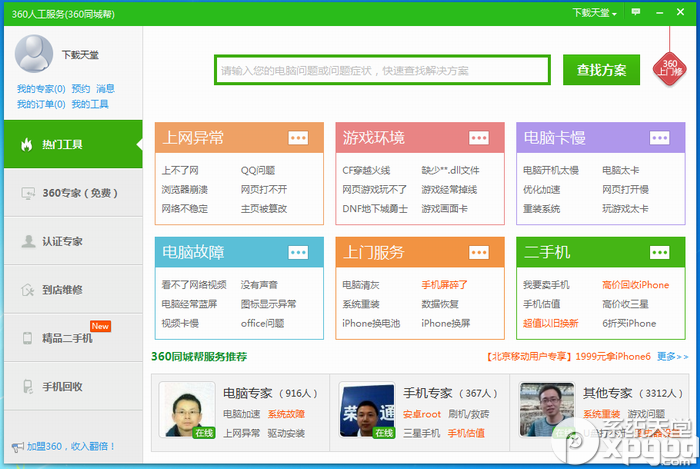 360人工服务(360同城帮)
下载天堂
下载天堂
我的专家(0) 预约 消息
我的订单(0) 我的工具
请输入您的电脑问题或问题症状，快速查找解决方案
查找方案
360
上门修
热门工具
360专家（免费）
认证专家
到店维修
精品二手机
New
手机回收
加盟360，收入翻倍！
上网异常
上不了网 QQ问题
浏览器崩溃 网页打不开
网络不稳定 主页被篡改
游戏环境
CF穿越火线 缺少**.dll文件
网页游戏玩不了 游戏经常掉线
DNF地下城勇士 游戏画面卡
电脑卡慢
电脑开机太慢 电脑太卡
优化加速 网页打开慢
重装系统 玩游戏太卡
电脑故障
看不了网络视频 没有声音
电脑经常蓝屏 图标显示异常
视频卡慢 office问题
上门服务
电脑清灰 手机屏碎了
系统重装 数据恢复
iPhone换电池 iPhone换屏
二手机
我要卖手机 高价回收iPhone
手机估值 高价收三星
超值以旧换新 6折买iPhone
360同城帮服务推荐
【北京移动用户专享】1999元拿iPhone6 更多>>
在线
电脑专家（916人）
电脑加速 系统故障
上网异常 驱动安装
荣 通
在线
手机专家（367人）
安卓root 刷机/救砖
三星手机 手机估值
在线
其他专家（3312人）
系统重装 游戏问题
系统天堂
xpgod.com